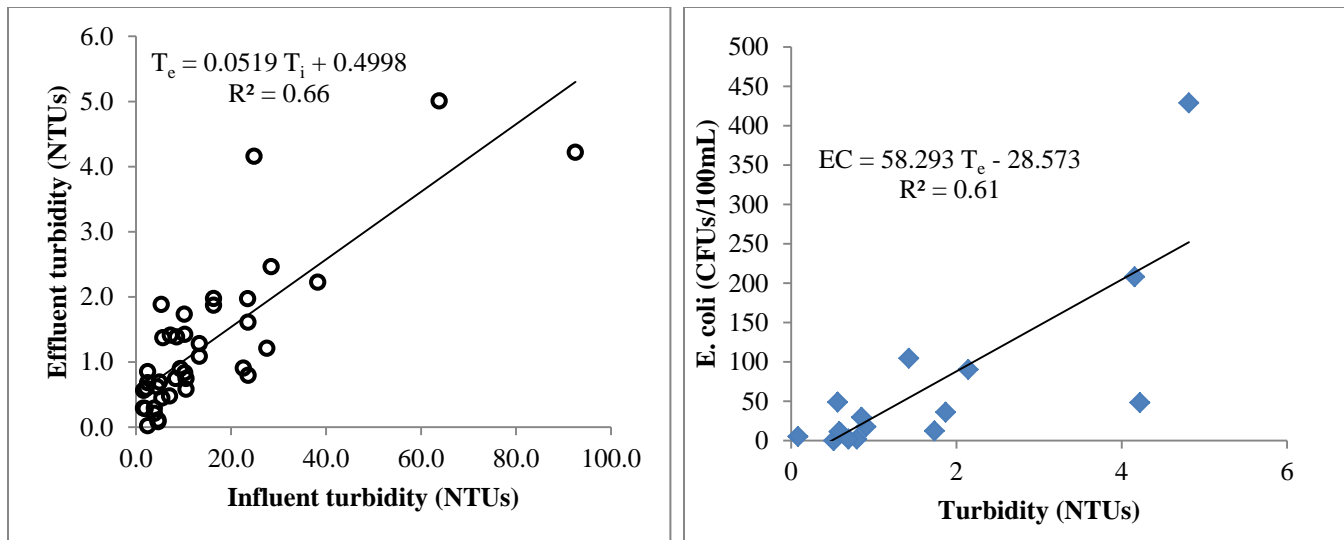 6.0
5.0
4.0
3.0
2.0
1.0
0.0
Effluent turbidity (NTUs)
Tₑ = 0.0519 Tᵢ + 0.4998
R² = 0.66
0.0 20.0 40.0 60.0 80.0 100.0
Influent turbidity (NTUs)
500
450
400
350
300
250
200
150
100
50
0
E. coli (CFUs/100mL)
EC = 58.293 Tₑ - 28.573
R² = 0.61
0 2 4 6
Turbidity (NTUs)